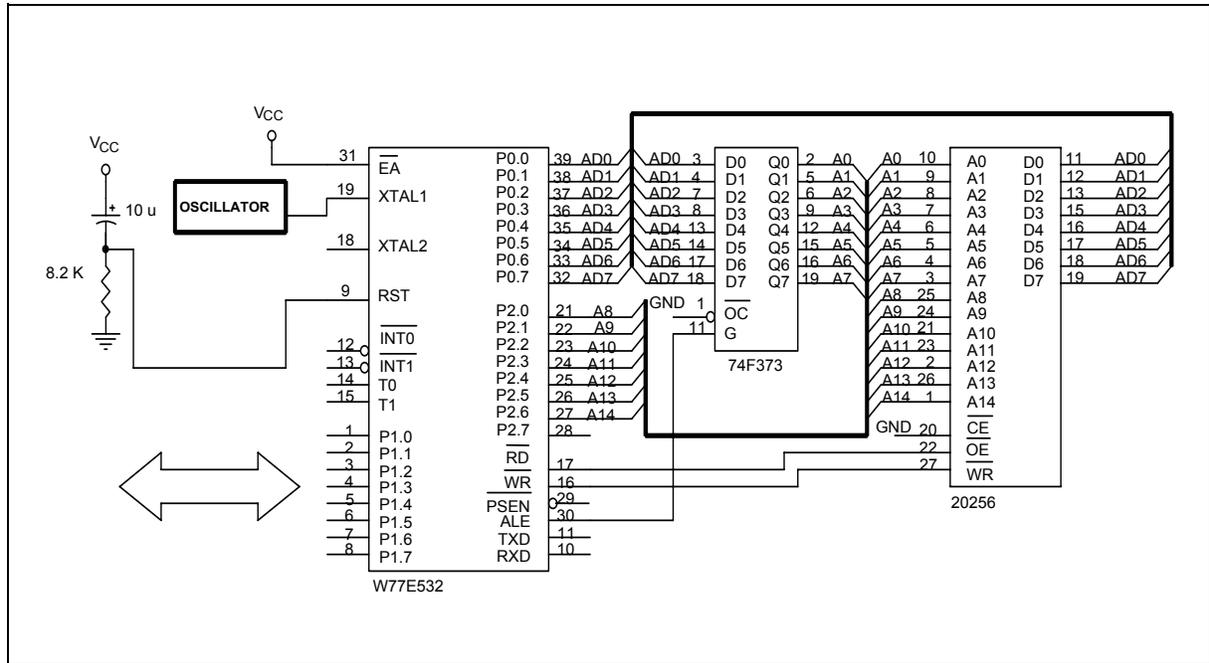 VCC
VCC
10 u
+
8.2 K
OSCILLATOR
31 EA
19 XTAL1
18 XTAL2
9 RST
12 INT0
13 INT1
14 T0
15 T1
1 P1.0
2 P1.1
3 P1.2
4 P1.3
5 P1.4
6 P1.5
7 P1.6
8 P1.7
P0.0 39 AD0
P0.1 38 AD1
P0.2 37 AD2
P0.3 36 AD3
P0.4 35 AD4
P0.5 34 AD5
P0.6 33 AD6
P0.7 32 AD7
P2.0 21 A8
P2.1 22 A9
P2.2 23 A10
P2.3 24 A11
P2.4 25 A12
P2.5 26 A13
P2.6 27 A14
P2.7 28
RD 17
WR 16
PSEN 29
ALE 30
TXD 11
RXD 10
W77E532
AD0 3 D0 Q0 2 A0
AD1 4 D1 Q1 5 A1
AD2 7 D2 Q2 6 A2
AD3 8 D3 Q3 9 A3
AD4 13 D4 Q4 12 A4
AD5 14 D5 Q5 15 A5
AD6 17 D6 Q6 16 A6
AD7 18 D7 Q7 19 A7
GND 1 OC
11 G
74F373
A0 10 A0 D0 11 AD0
A1 9 A1 D1 12 AD1
A2 8 A2 D2 13 AD2
A3 7 A3 D3 15 AD3
A4 6 A4 D4 16 AD4
A5 5 A5 D5 17 AD5
A6 4 A6 D6 18 AD6
A7 3 A7 D7 19 AD7
A8 25 A8
A9 24 A9
A10 21 A10
A11 23 A11
A12 2 A12
A13 26 A13
A14 1 A14
GND 20 CE
22 OE
27 WR
20256